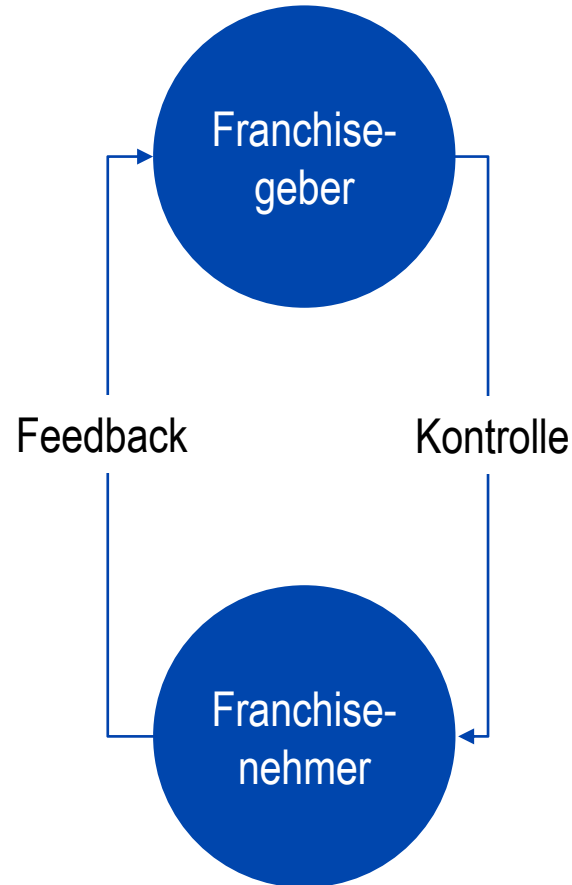 Franchise-
geber
Feedback
Kontrolle
Franchise-
nehmer